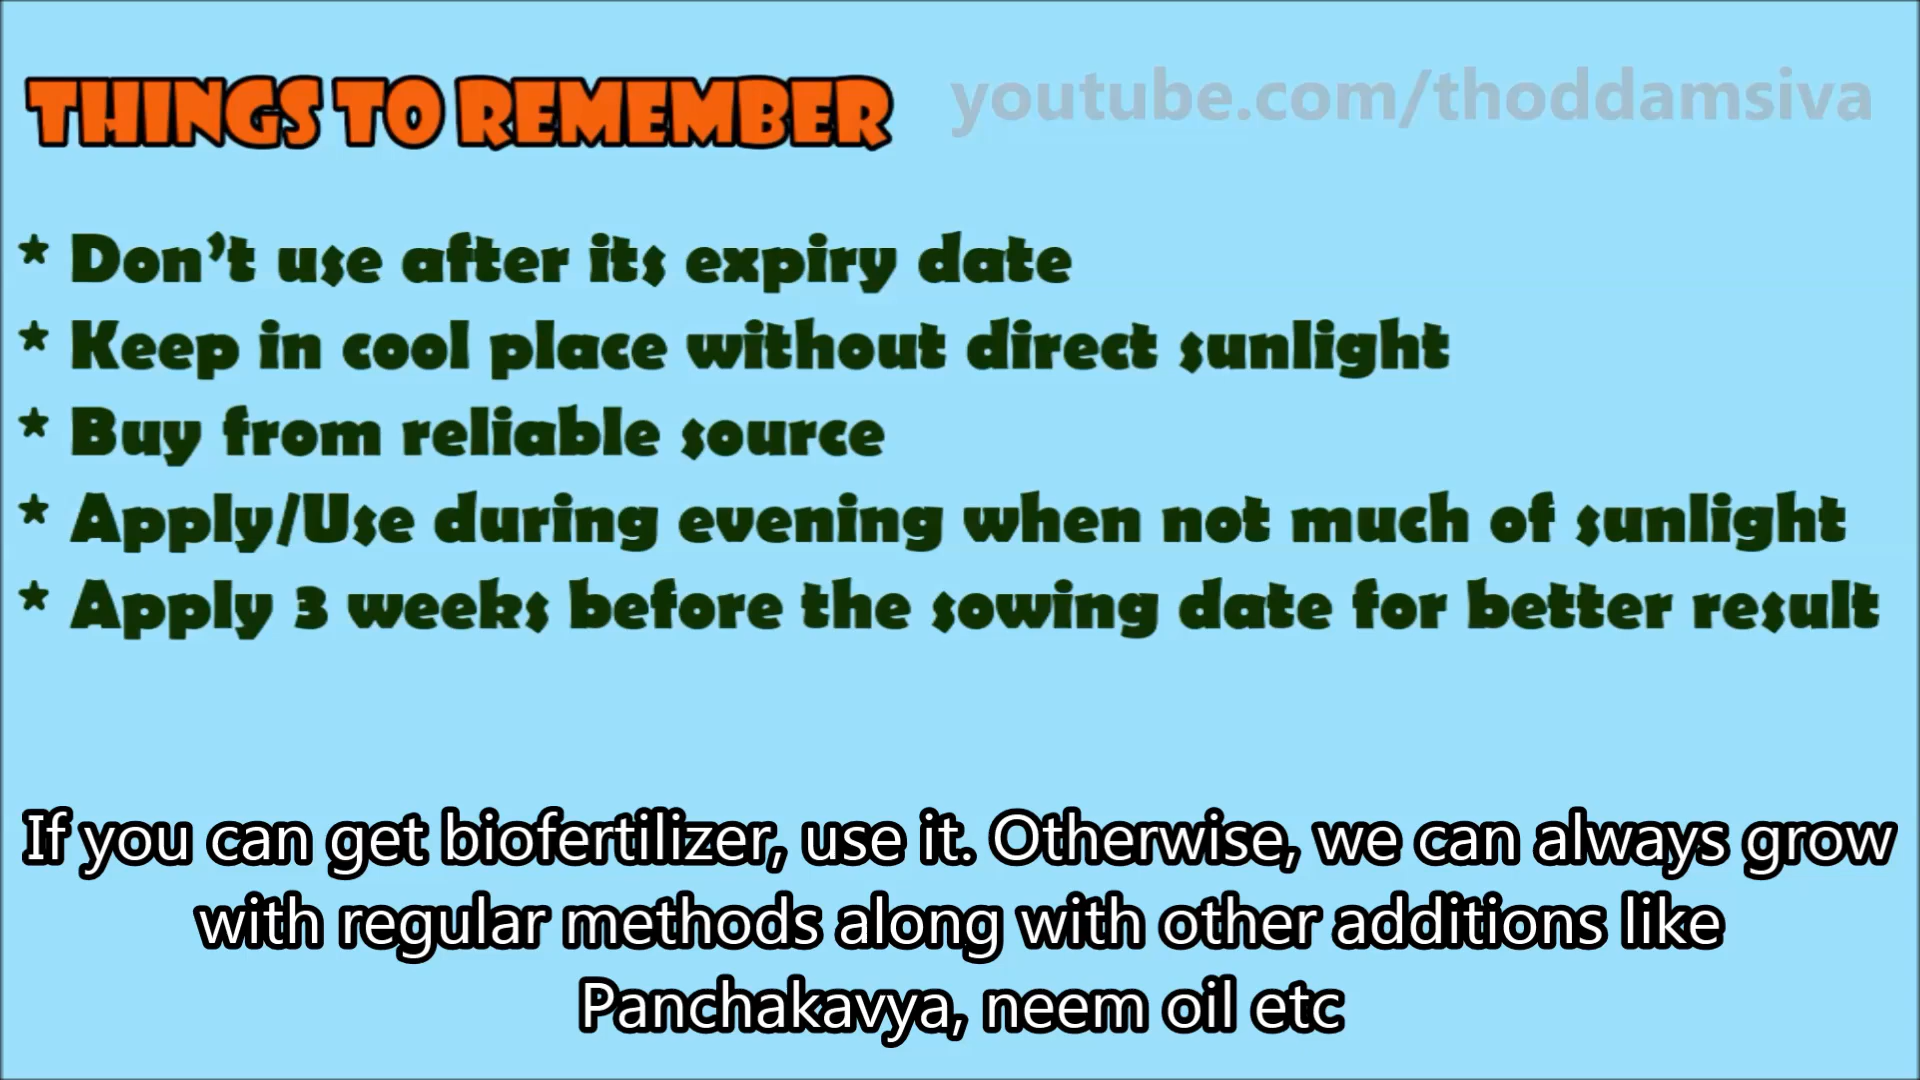 THINGS TO REMEMBER
youtube.com/thoddamsiva
* Don't use after its expiry date
* Keep in cool place without direct sunlight
* Buy from reliable source
* Apply/Use during evening when not much of sunlight
* Apply 3 weeks before the sowing date for better result
If you can get biofertilizer, use it. Otherwise, we can always grow
with regular methods along with other additions like
Panchakavya, neem oil etc